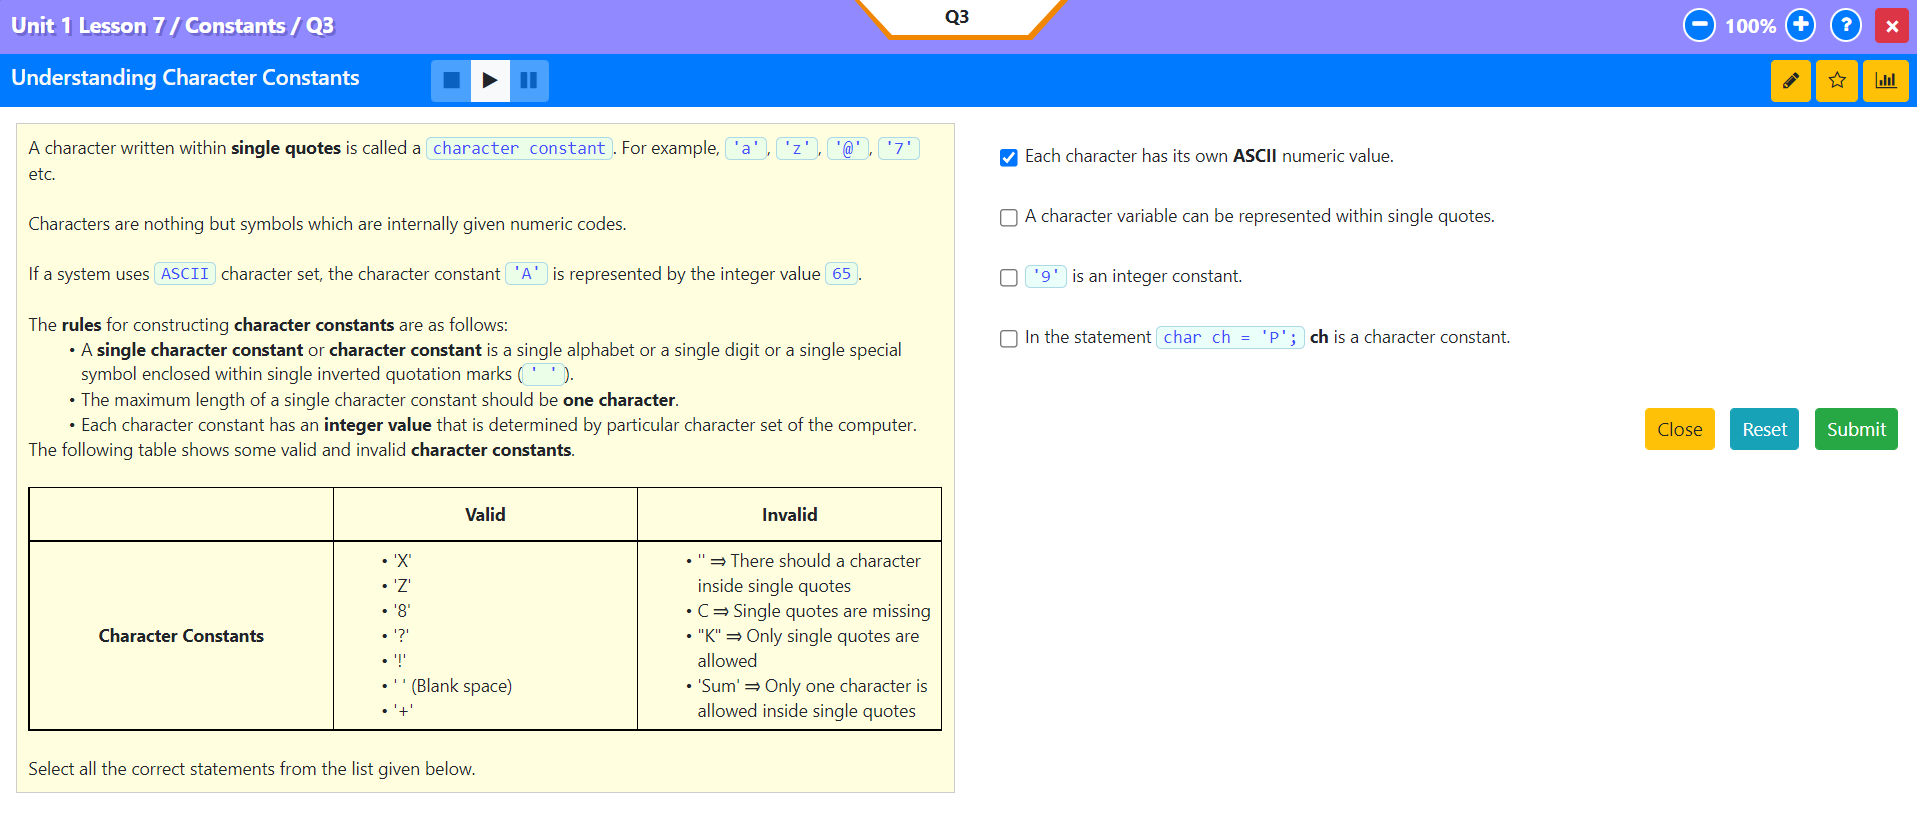 Unit 1 Lesson 7 / Constants / Q3
Q3
100%
?
Understanding Character Constants
A character written within single quotes is called a character constant. For example, 'a', 'z', '@', '7'
etc.
Characters are nothing but symbols which are internally given numeric codes.
If a system uses ASCII character set, the character constant 'A' is represented by the integer value 65.
The rules for constructing character constants are as follows:
• A single character constant or character constant is a single alphabet or a single digit or a single special
symbol enclosed within single inverted quotation marks (' ').
• The maximum length of a single character constant should be one character.
• Each character constant has an integer value that is determined by particular character set of the computer.
The following table shows some valid and invalid character constants.
Valid
Invalid
Character Constants
• 'X'
• 'Z'
• '8'
• '?'
• '!'
• ' ' (Blank space)
• '+'
• '' ⇒ There should a character
inside single quotes
• C ⇒ Single quotes are missing
• "K" ⇒ Only single quotes are
allowed
• 'Sum' ⇒ Only one character is
allowed inside single quotes
Select all the correct statements from the list given below.
Each character has its own ASCII numeric value.
A character variable can be represented within single quotes.
'9' is an integer constant.
In the statement char ch = 'P'; ch is a character constant.
Close
Reset
Submit